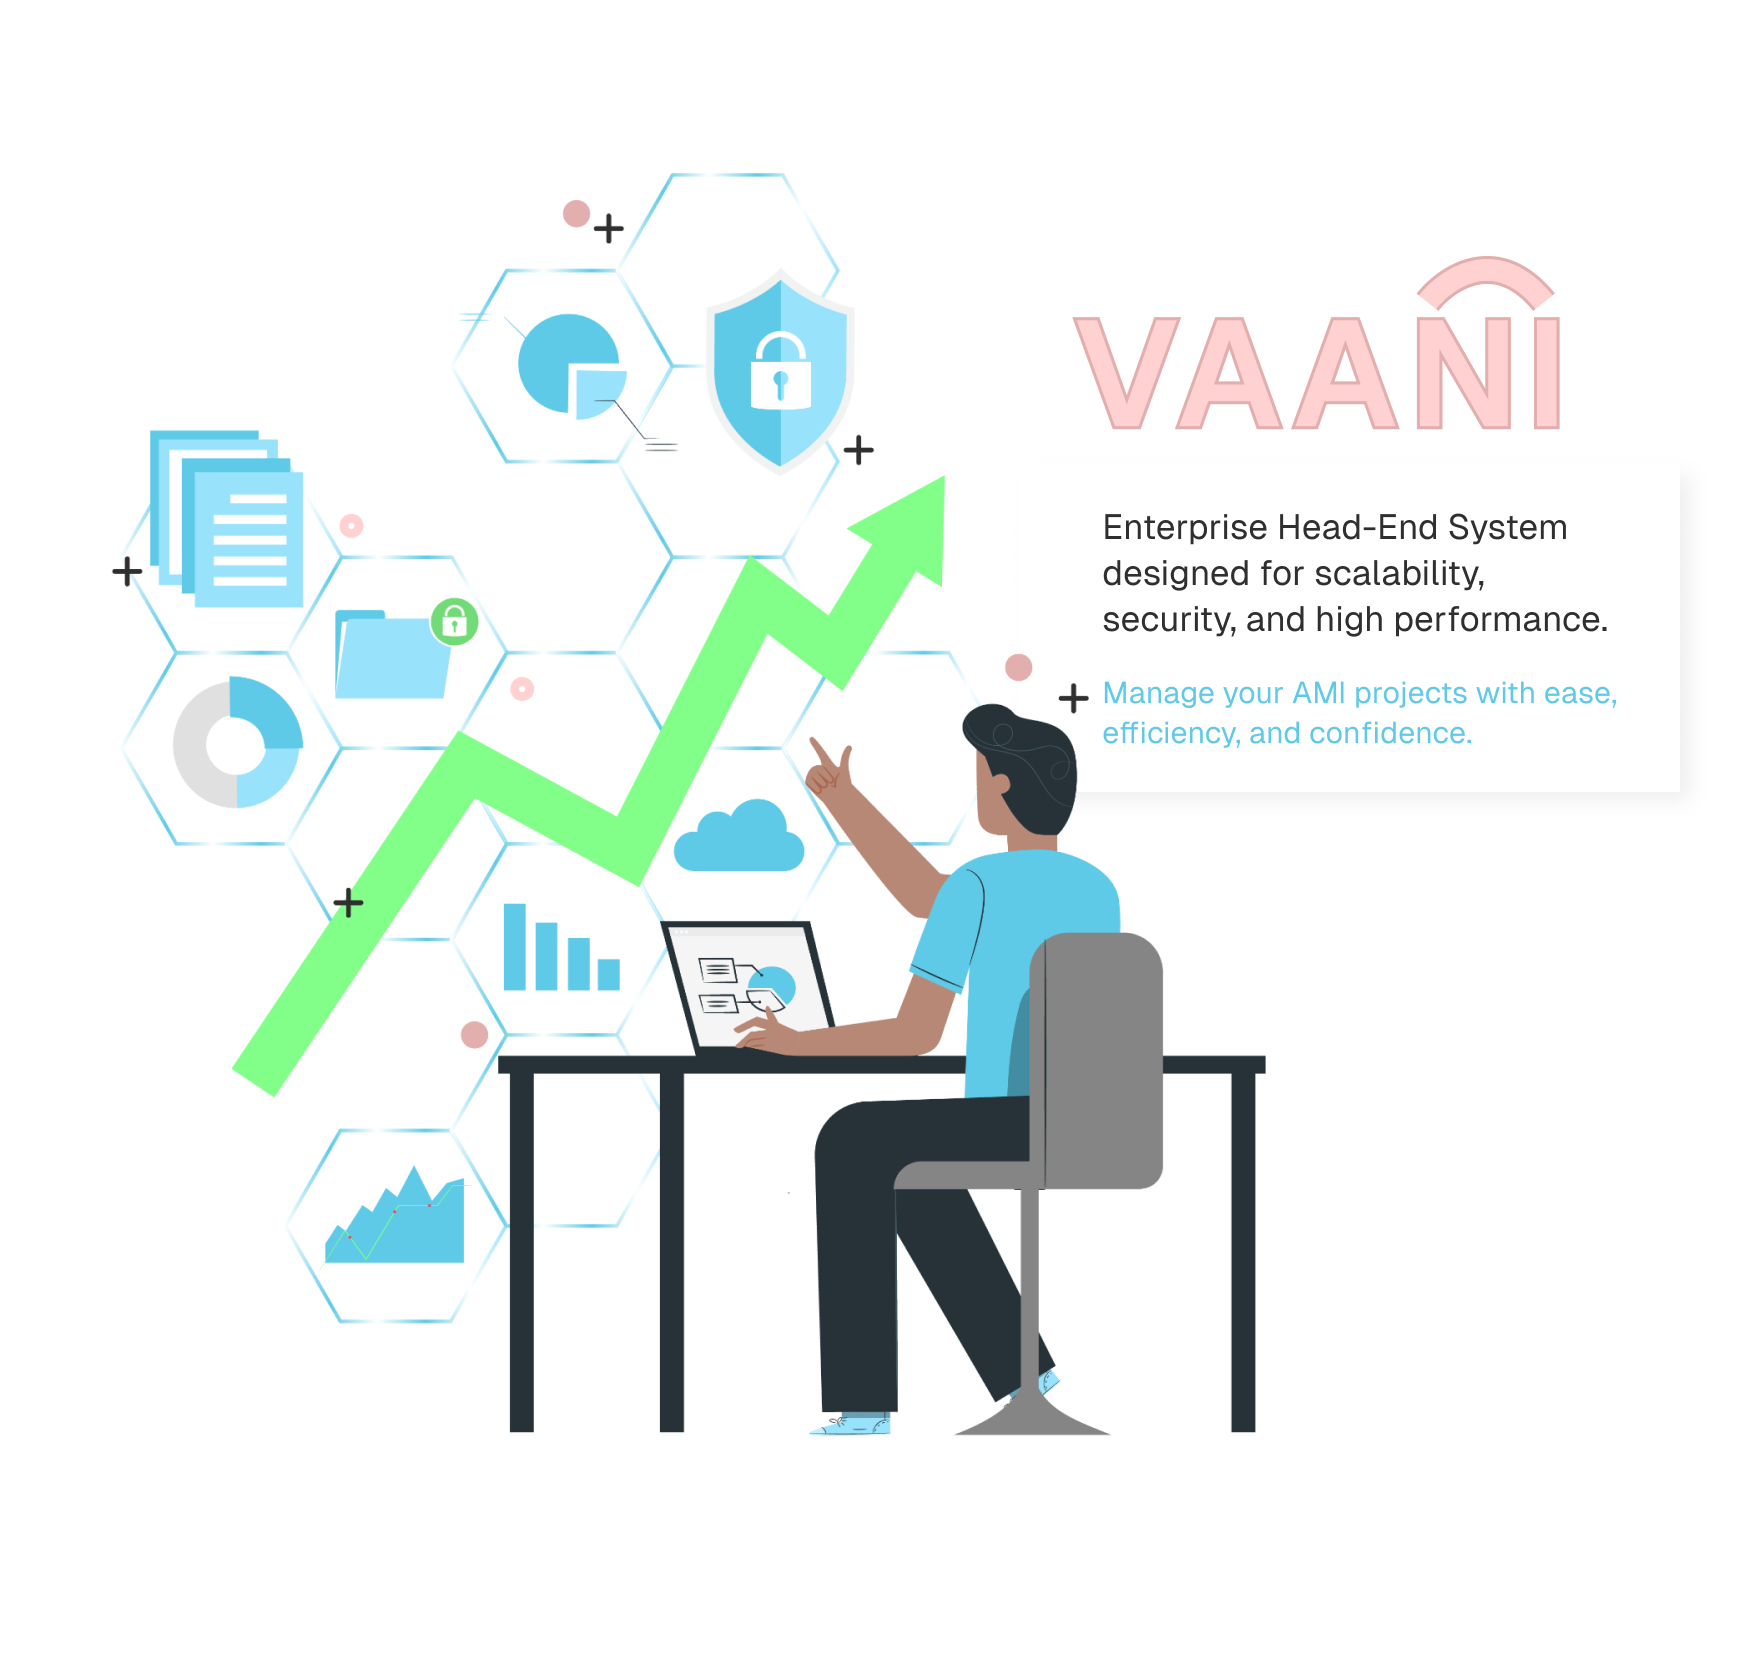 VAANI
Enterprise Head-End System
designed for scalability,
security, and high performance.
Manage your AMI projects with ease,
efficiency, and confidence.